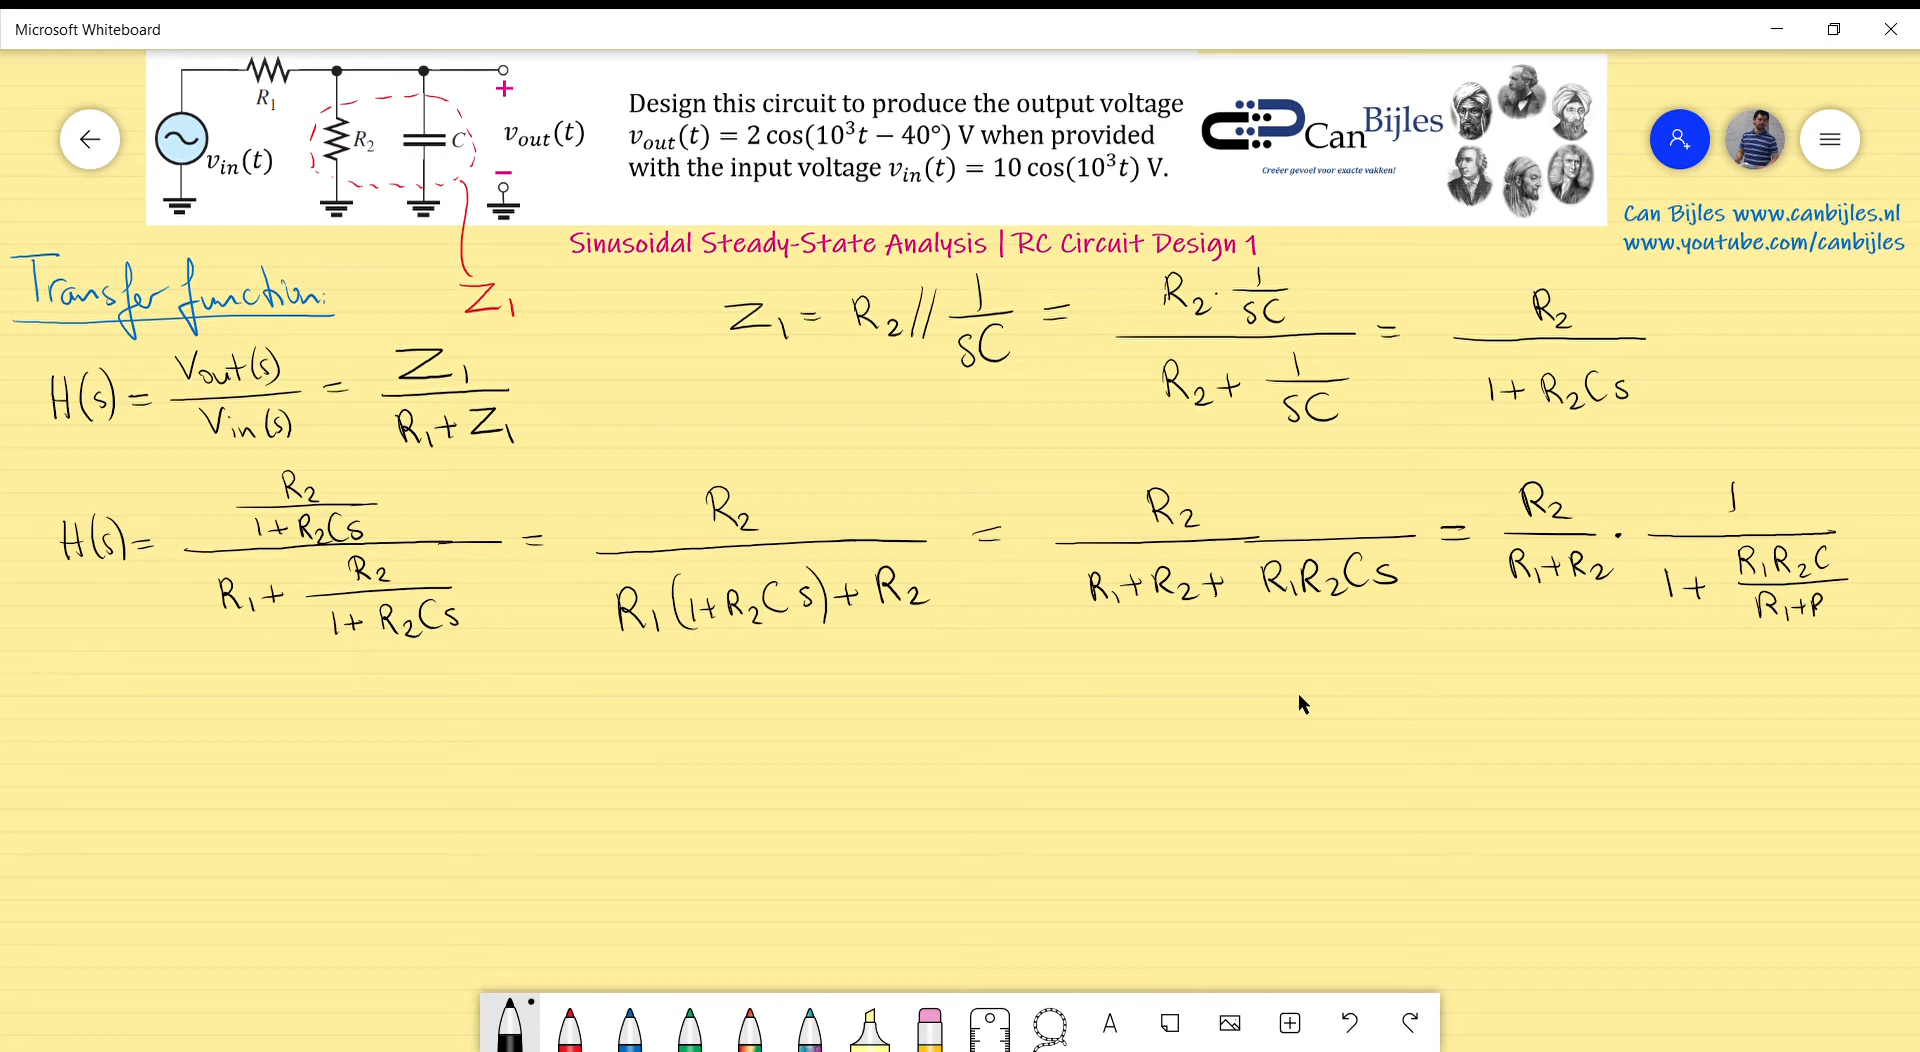 Microsoft Whiteboard
R1
R2
C
vin(t)
+
vout(t)
−
Design this circuit to produce the output voltage
vout(t) = 2 cos(10³t − 40°) V when provided
with the input voltage vin(t) = 10 cos(10³t) V.
Can Bijles
Creëer gevoel voor exacte vakken!
Can Bijles www.canbijles.nl
www.youtube.com/canbijles
Sinusoidal Steady-State Analysis | RC Circuit Design 1
Transfer function:
Z1
Z1 = R2 // 1/sC = (R2 · 1/sC)/(R2 + 1/sC) = R2/(1 + R2Cs)
H(s) = Vout(s)/Vin(s) = Z1/(R1 + Z1)
H(s) = (R2/(1 + R2Cs))/(R1 + R2/(1 + R2Cs)) = R2/(R1(1 + R2Cs) + R2) = R2/(R1 + R2 + R1R2Cs) = R2/(R1 + R2) · 1/(1 + R1R2C/(R1 + R
A